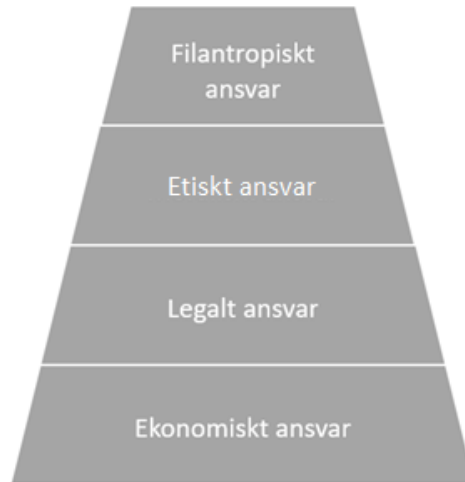 Filantropiskt
ansvar
Etiskt ansvar
Legalt ansvar
Ekonomiskt ansvar